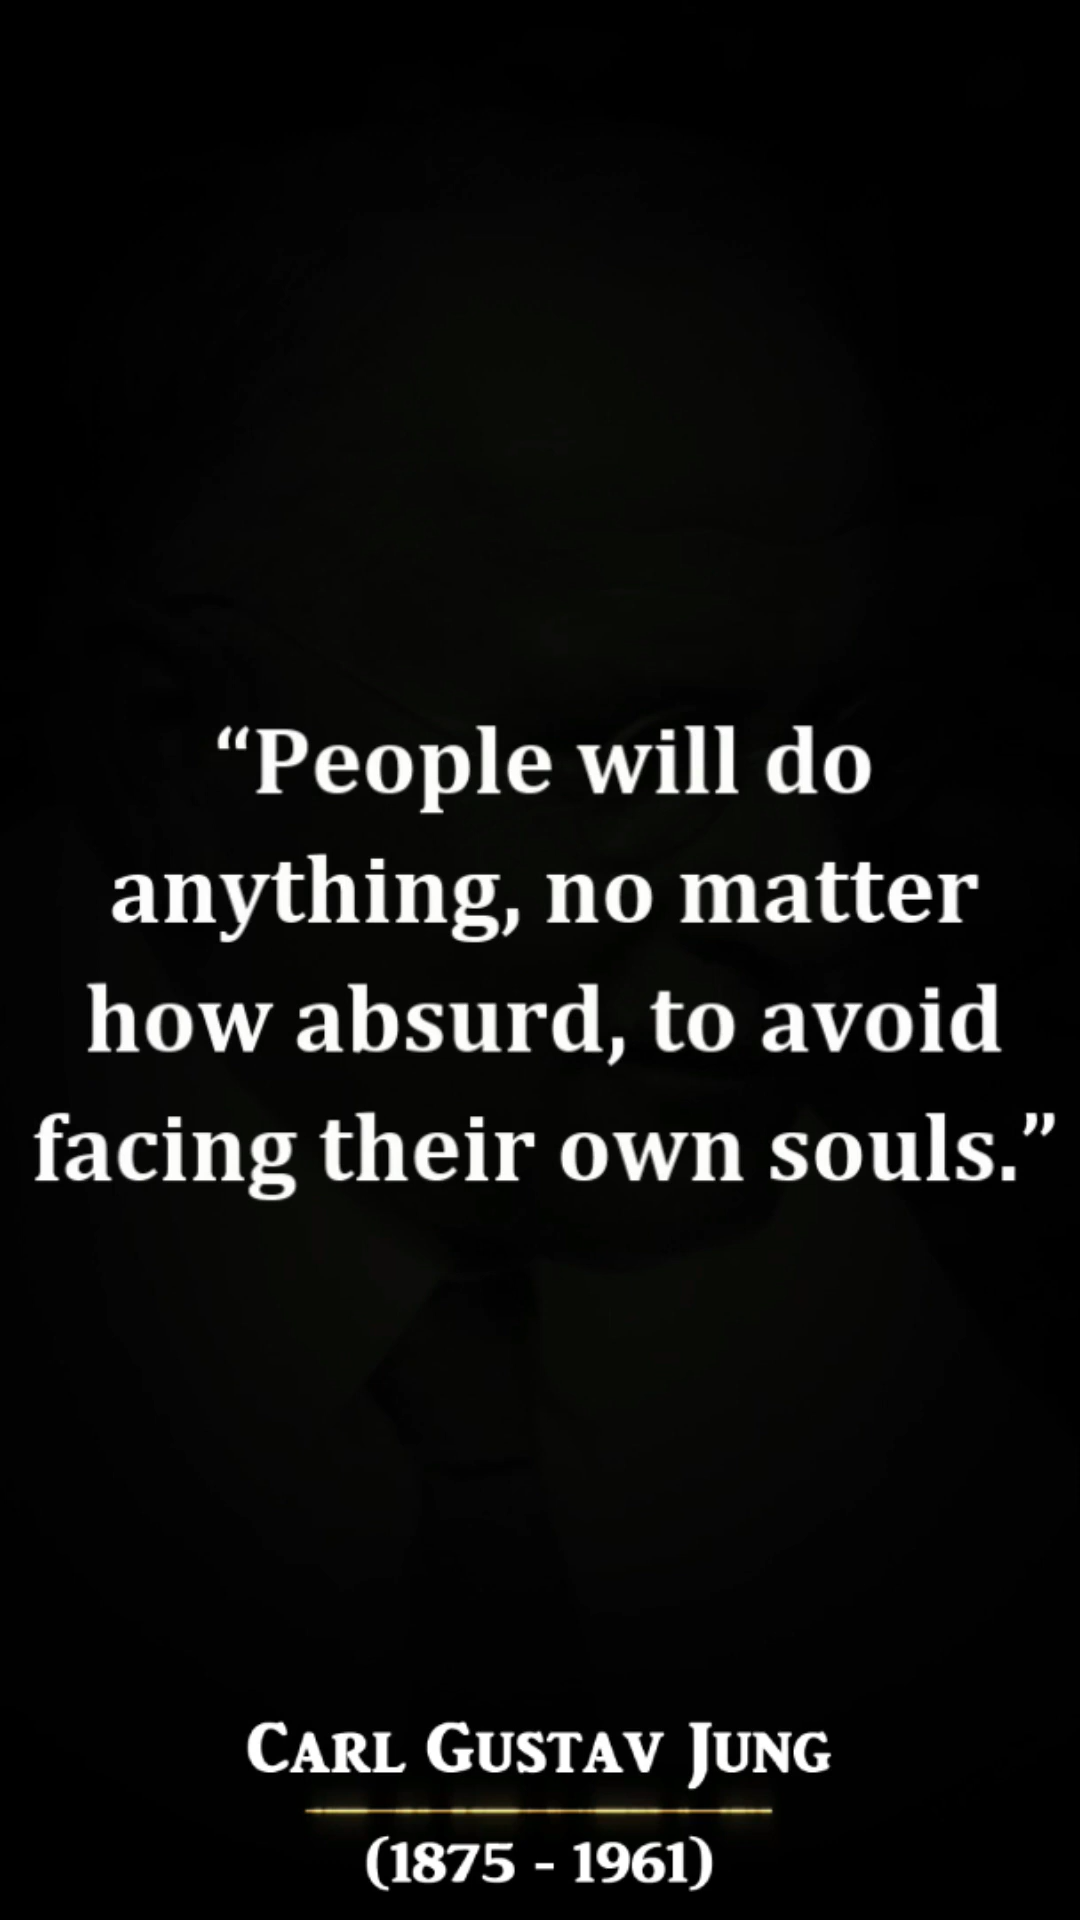 “People will do
anything, no matter
how absurd, to avoid
facing their own souls.”
Carl Gustav Jung
(1875 - 1961)